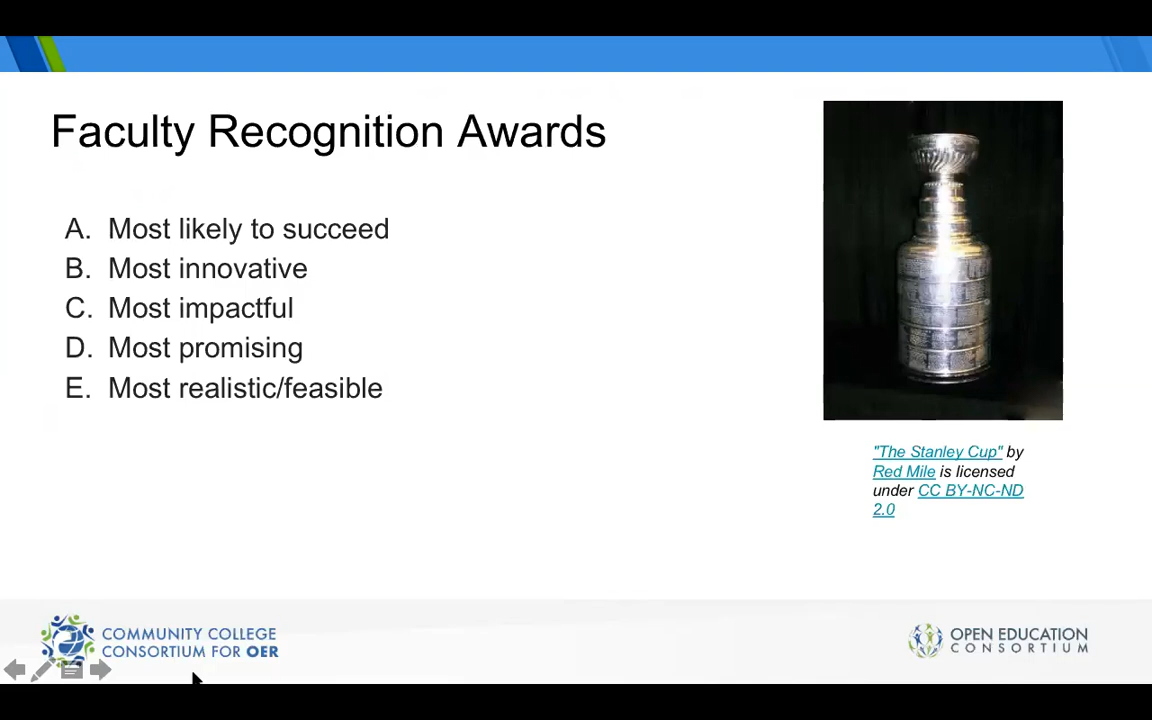 Faculty Recognition Awards
A. Most likely to succeed
B. Most innovative
C. Most impactful
D. Most promising
E. Most realistic/feasible
"The Stanley Cup" by
Red Mile is licensed
under CC BY-NC-ND
2.0
COMMUNITY COLLEGE
CONSORTIUM FOR OER
OPEN EDUCATION
CONSORTIUM